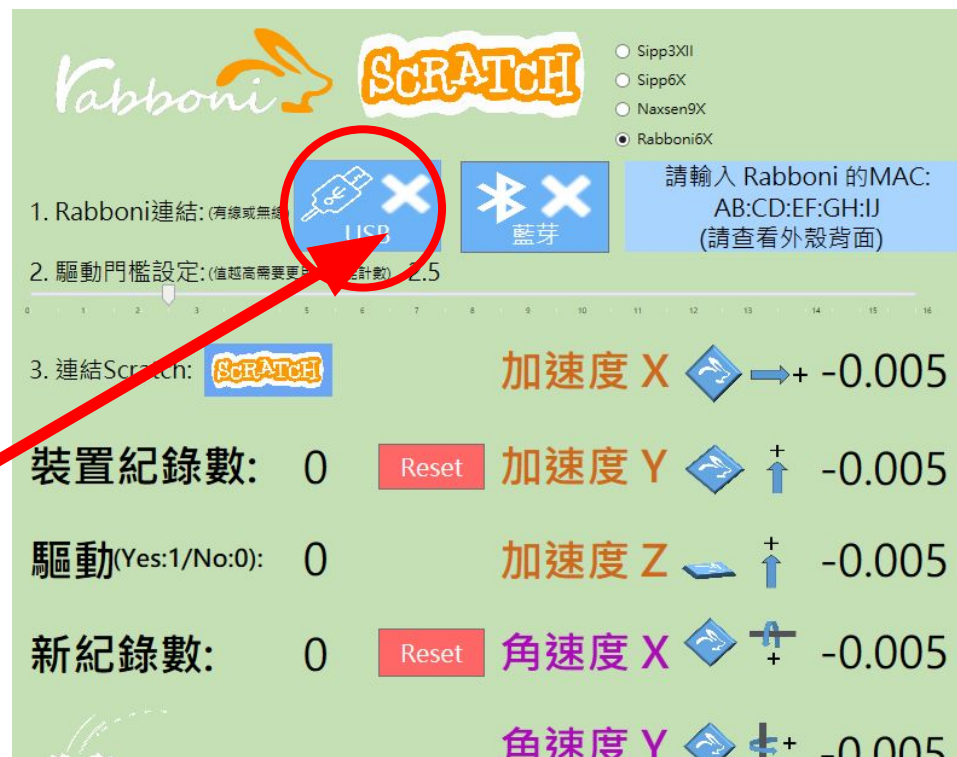 rabboni
SCRATCH
Sipp3XII
Sipp6X
Naxsen9X
Rabboni6X
1. Rabboni連結:(有線或無線)
USB
藍芽
請輸入 Rabboni 的MAC:
AB:CD:EF:GH:IJ
(請查看外殼背面)
2. 驅動門檻設定:(值越高需要更 計數) 2.5
0 1 2 3 5 6 7 8 9 10 11 12 13 14 15 16
3. 連結Scratch: SCRATCH
加速度 X + -0.005
裝置紀錄數: 0 Reset
加速度 Y + -0.005
驅動(Yes:1/No:0): 0
加速度 Z + -0.005
新紀錄數: 0 Reset
角速度 X + -0.005
角速度 Y + -0.005